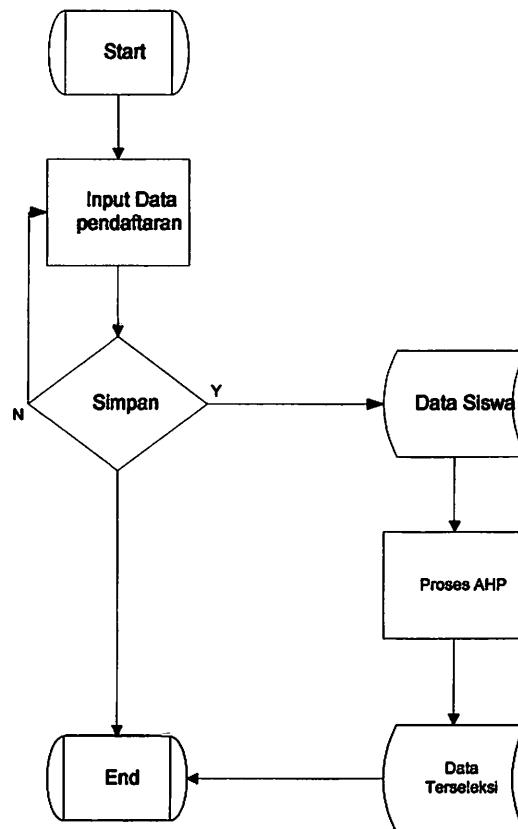 Start
Input Data
pendaftaran
Simpan
N
Y
Data Siswa
Proses AHP
Data
Terseleksi
End